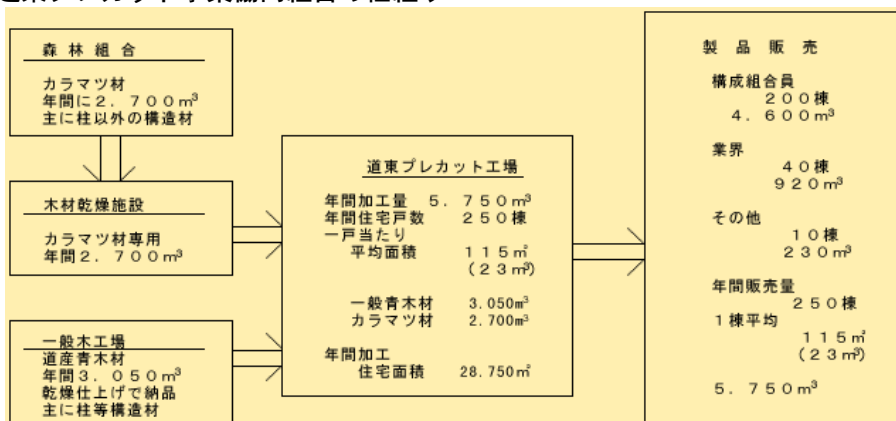 森林組合
カラマツ材
年間に2．700m³
主に柱以外の構造材
木材乾燥施設
カラマツ材専用
年間2．700m³
一般木工場
道産青木材
年間3．050m³
乾燥仕上げで納品
主に柱等構造材
道東プレカット工場
年間加工量 5．750m³
年間住宅戸数 250棟
一戸当たり
平均面積 115㎡
(23m³)
一般青木材 3.050m³
カラマツ材 2.700m³
年間加工
住宅面積 28.750㎡
製品販売
構成組合員
200棟
4．600m³
業界
40棟
920m³
その他
10棟
230m³
年間販売量
250棟
1棟平均
115㎡
(23m³)
5．750m³